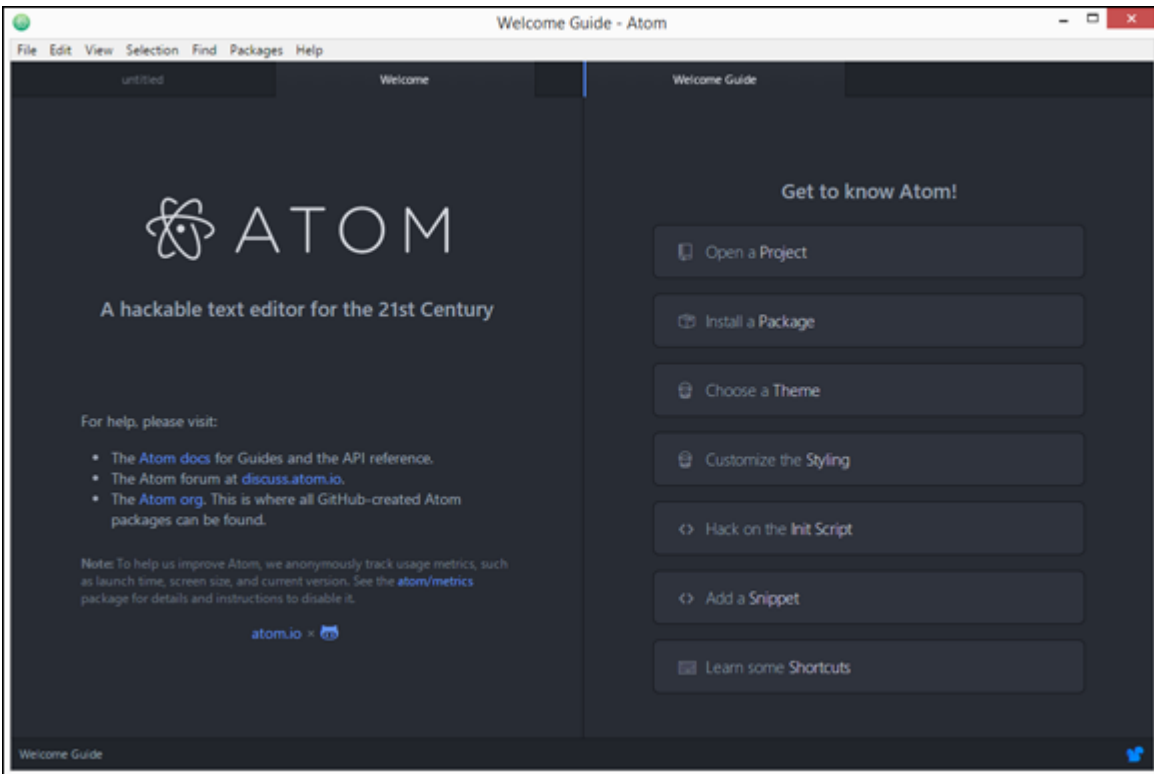 Welcome Guide - Atom
File Edit View Selection Find Packages Help
untitled
Welcome
Welcome Guide
ATOM
A hackable text editor for the 21st Century
For help, please visit:
• The Atom docs for Guides and the API reference.
• The Atom forum at discuss.atom.io.
• The Atom org. This is where all GitHub-created Atom
packages can be found.
Note: To help us improve Atom, we anonymously track usage metrics, such
as launch time, screen size, and current version. See the atom/metrics
package for details and instructions to disable it.
atom.io ×
Get to know Atom!
Open a Project
Install a Package
Choose a Theme
Customize the Styling
Hack on the Init Script
Add a Snippet
Learn some Shortcuts
Welcome Guide